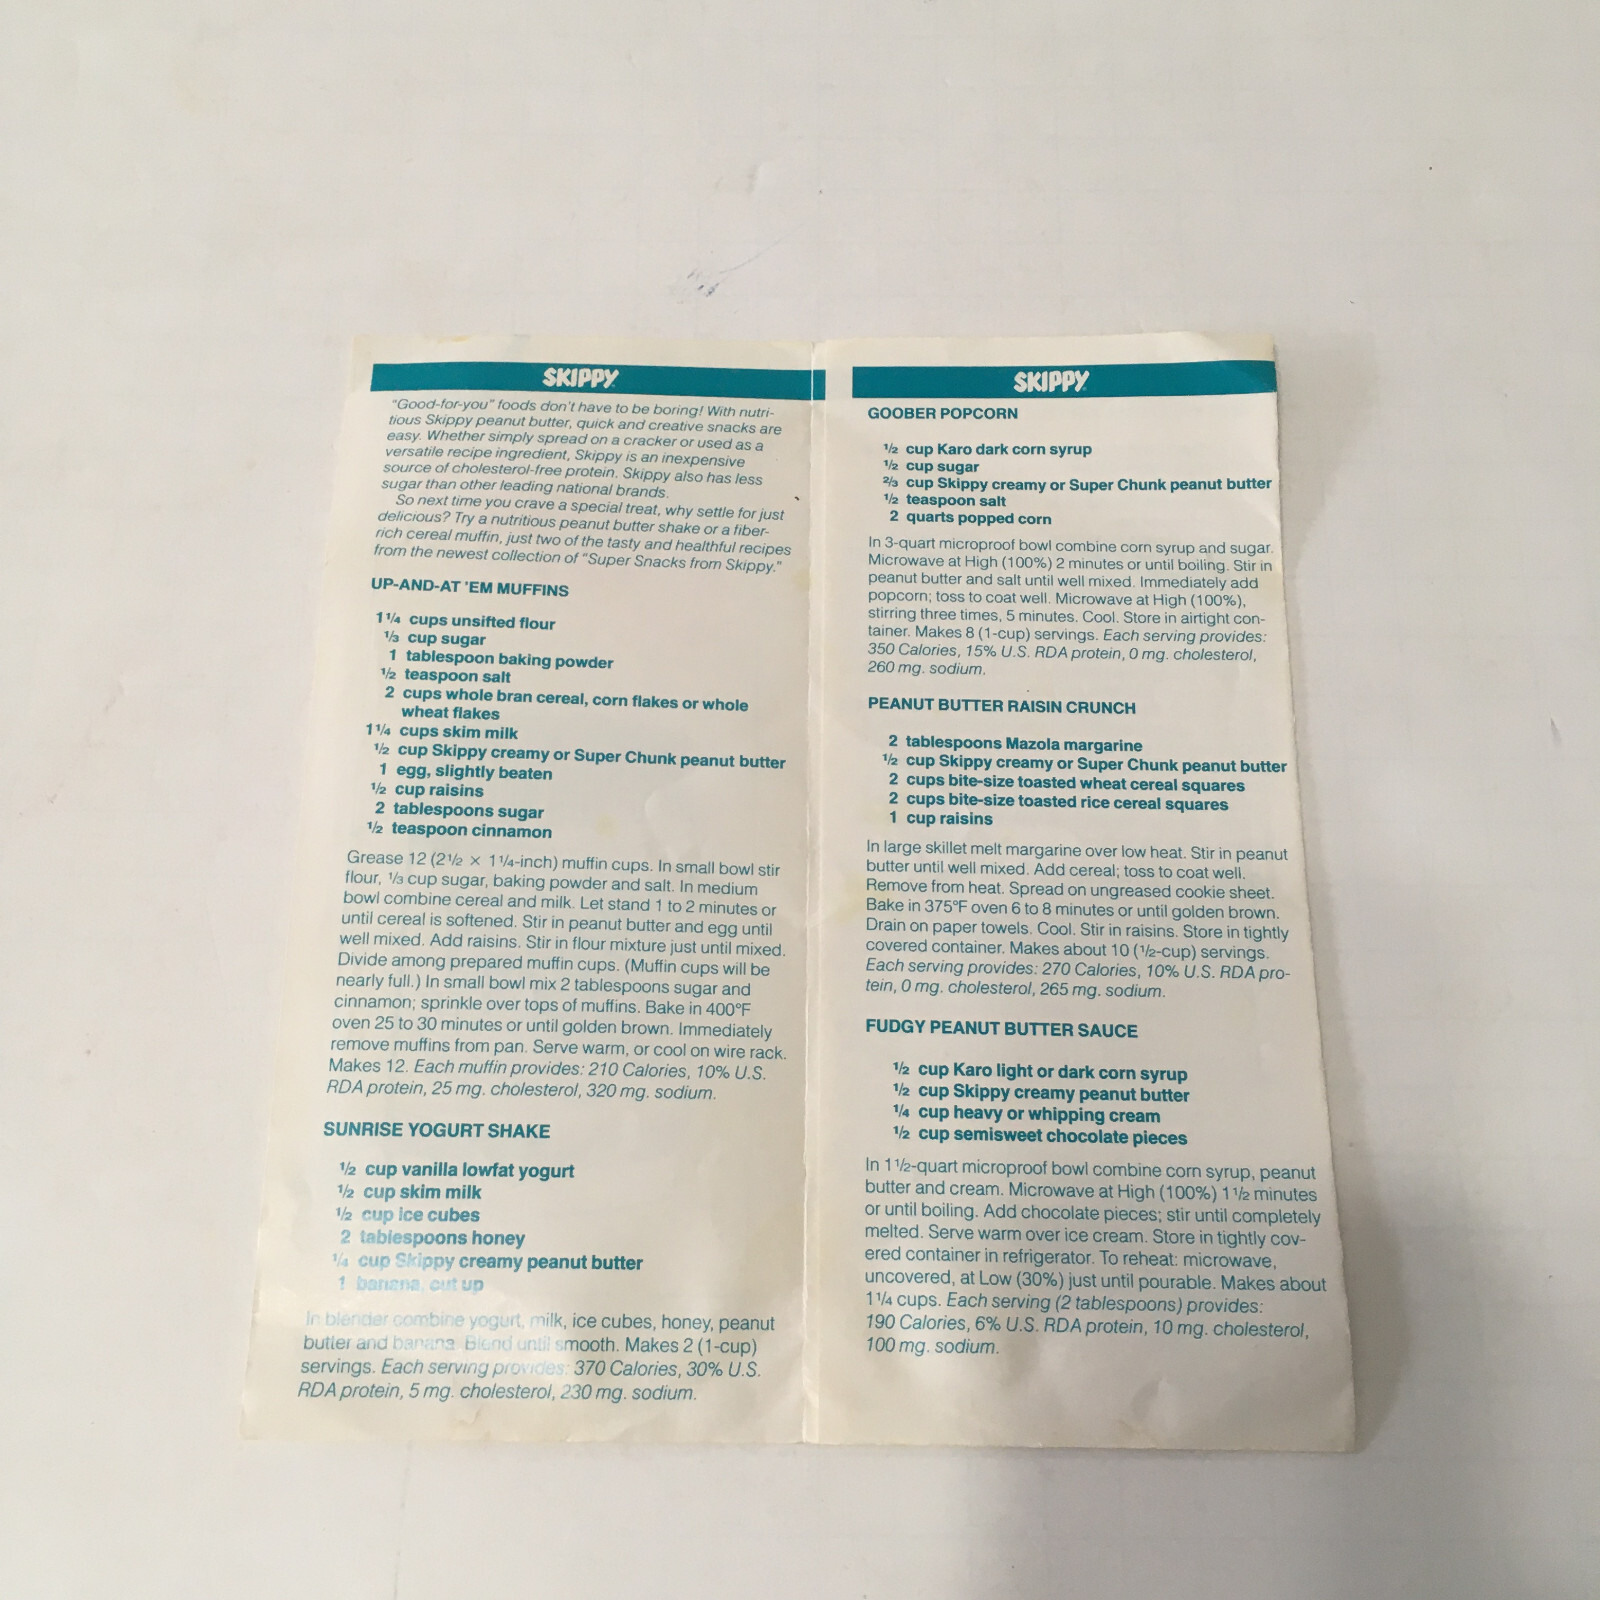 SKIPPY
"Good-for-you" foods don't have to be boring! With nutri-
tious Skippy peanut butter, quick and creative snacks are
easy. Whether simply spread on a cracker or used as a
versatile recipe ingredient, Skippy is an inexpensive
source of cholesterol-free protein. Skippy also has less
sugar than other leading national brands.
So next time you crave a special treat, why settle for just
delicious? Try a nutritious peanut butter shake or a fiber-
rich cereal muffin, just two of the tasty and healthful recipes
from the newest collection of "Super Snacks from Skippy."
UP-AND-AT 'EM MUFFINS
1 1/4 cups unsifted flour
1/3 cup sugar
1 tablespoon baking powder
1/2 teaspoon salt
2 cups whole bran cereal, corn flakes or whole
wheat flakes
1 1/4 cups skim milk
1/2 cup Skippy creamy or Super Chunk peanut butter
1 egg, slightly beaten
1/2 cup raisins
2 tablespoons sugar
1/2 teaspoon cinnamon
Grease 12 (2 1/2 × 1 1/4-inch) muffin cups. In small bowl stir
flour, 1/3 cup sugar, baking powder and salt. In medium
bowl combine cereal and milk. Let stand 1 to 2 minutes or
until cereal is softened. Stir in peanut butter and egg until
well mixed. Add raisins. Stir in flour mixture just until mixed.
Divide among prepared muffin cups. (Muffin cups will be
nearly full.) In small bowl mix 2 tablespoons sugar and
cinnamon; sprinkle over tops of muffins. Bake in 400°F
oven 25 to 30 minutes or until golden brown. Immediately
remove muffins from pan. Serve warm, or cool on wire rack.
Makes 12. Each muffin provides: 210 Calories, 10% U.S.
RDA protein, 25 mg. cholesterol, 320 mg. sodium.
SUNRISE YOGURT SHAKE
1/2 cup vanilla lowfat yogurt
1/2 cup skim milk
1/2 cup ice cubes
2 tablespoons honey
1/4 cup Skippy creamy peanut butter
1 banana, cut up
In blender combine yogurt, milk, ice cubes, honey, peanut
butter and banana. Blend until smooth. Makes 2 (1-cup)
servings. Each serving provides: 370 Calories, 30% U.S.
RDA protein, 5 mg. cholesterol, 230 mg. sodium.
SKIPPY
GOOBER POPCORN
1/2 cup Karo dark corn syrup
1/2 cup sugar
2/3 cup Skippy creamy or Super Chunk peanut butter
1/2 teaspoon salt
2 quarts popped corn
In 3-quart microproof bowl combine corn syrup and sugar.
Microwave at High (100%) 2 minutes or until boiling. Stir in
peanut butter and salt until well mixed. Immediately add
popcorn; toss to coat well. Microwave at High (100%),
stirring three times, 5 minutes. Cool. Store in airtight con-
tainer. Makes 8 (1-cup) servings. Each serving provides:
350 Calories, 15% U.S. RDA protein, 0 mg. cholesterol,
260 mg. sodium.
PEANUT BUTTER RAISIN CRUNCH
2 tablespoons Mazola margarine
1/2 cup Skippy creamy or Super Chunk peanut butter
2 cups bite-size toasted wheat cereal squares
2 cups bite-size toasted rice cereal squares
1 cup raisins
In large skillet melt margarine over low heat. Stir in peanut
butter until well mixed. Add cereal; toss to coat well.
Remove from heat. Spread on ungreased cookie sheet.
Bake in 375°F oven 6 to 8 minutes or until golden brown.
Drain on paper towels. Cool. Stir in raisins. Store in tightly
covered container. Makes about 10 (1/2-cup) servings.
Each serving provides: 270 Calories, 10% U.S. RDA pro-
tein, 0 mg. cholesterol, 265 mg. sodium.
FUDGY PEANUT BUTTER SAUCE
1/2 cup Karo light or dark corn syrup
1/2 cup Skippy creamy peanut butter
1/4 cup heavy or whipping cream
1/2 cup semisweet chocolate pieces
In 1 1/2-quart microproof bowl combine corn syrup, peanut
butter and cream. Microwave at High (100%) 1 1/2 minutes
or until boiling. Add chocolate pieces; stir until completely
melted. Serve warm over ice cream. Store in tightly cov-
ered container in refrigerator. To reheat: microwave,
uncovered, at Low (30%) just until pourable. Makes about
1 1/4 cups. Each serving (2 tablespoons) provides:
190 Calories, 6% U.S. RDA protein, 10 mg. cholesterol,
100 mg. sodium.